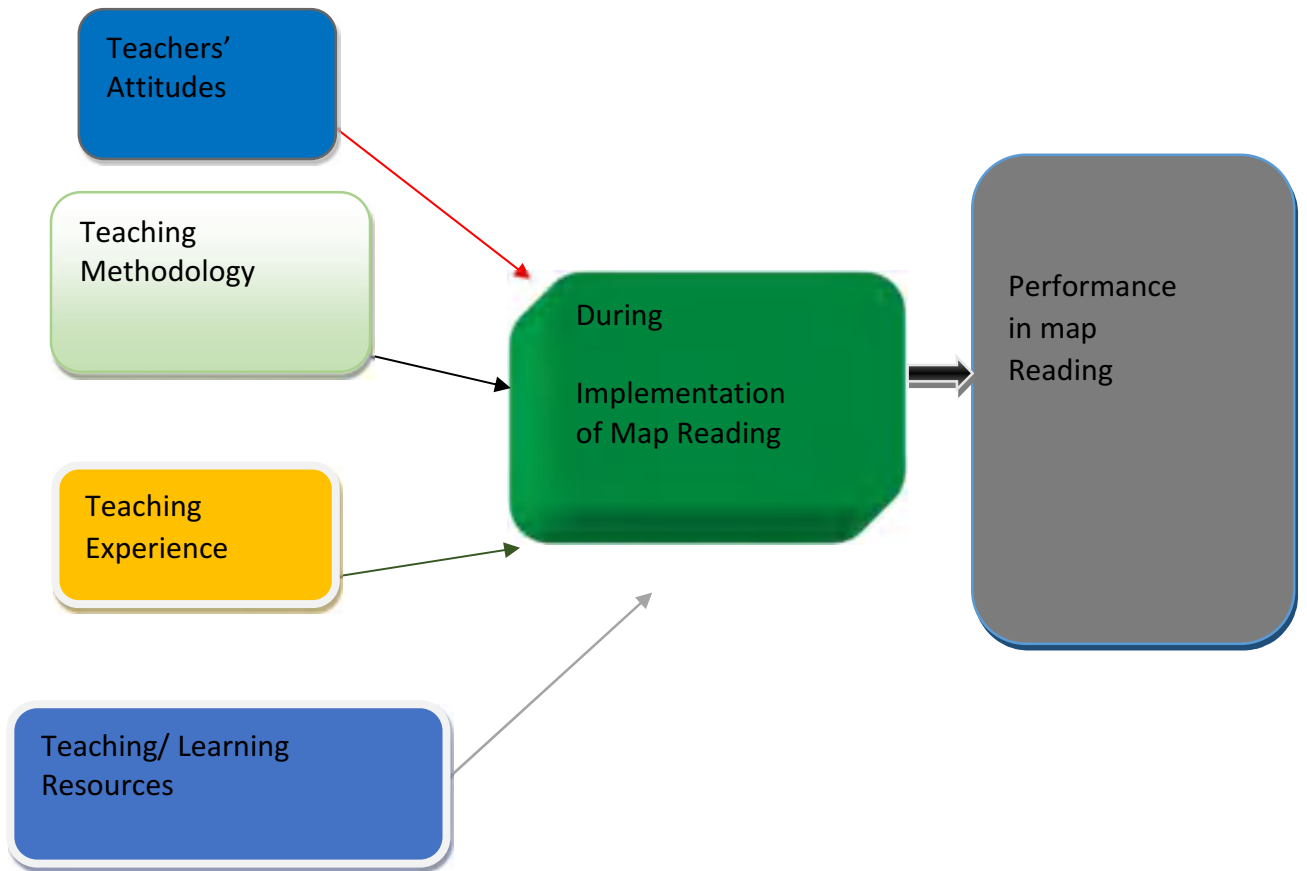 Teachers’
Attitudes
Teaching
Methodology
Teaching
Experience
Teaching/ Learning
Resources
During
Implementation
of Map Reading
Performance
in map
Reading